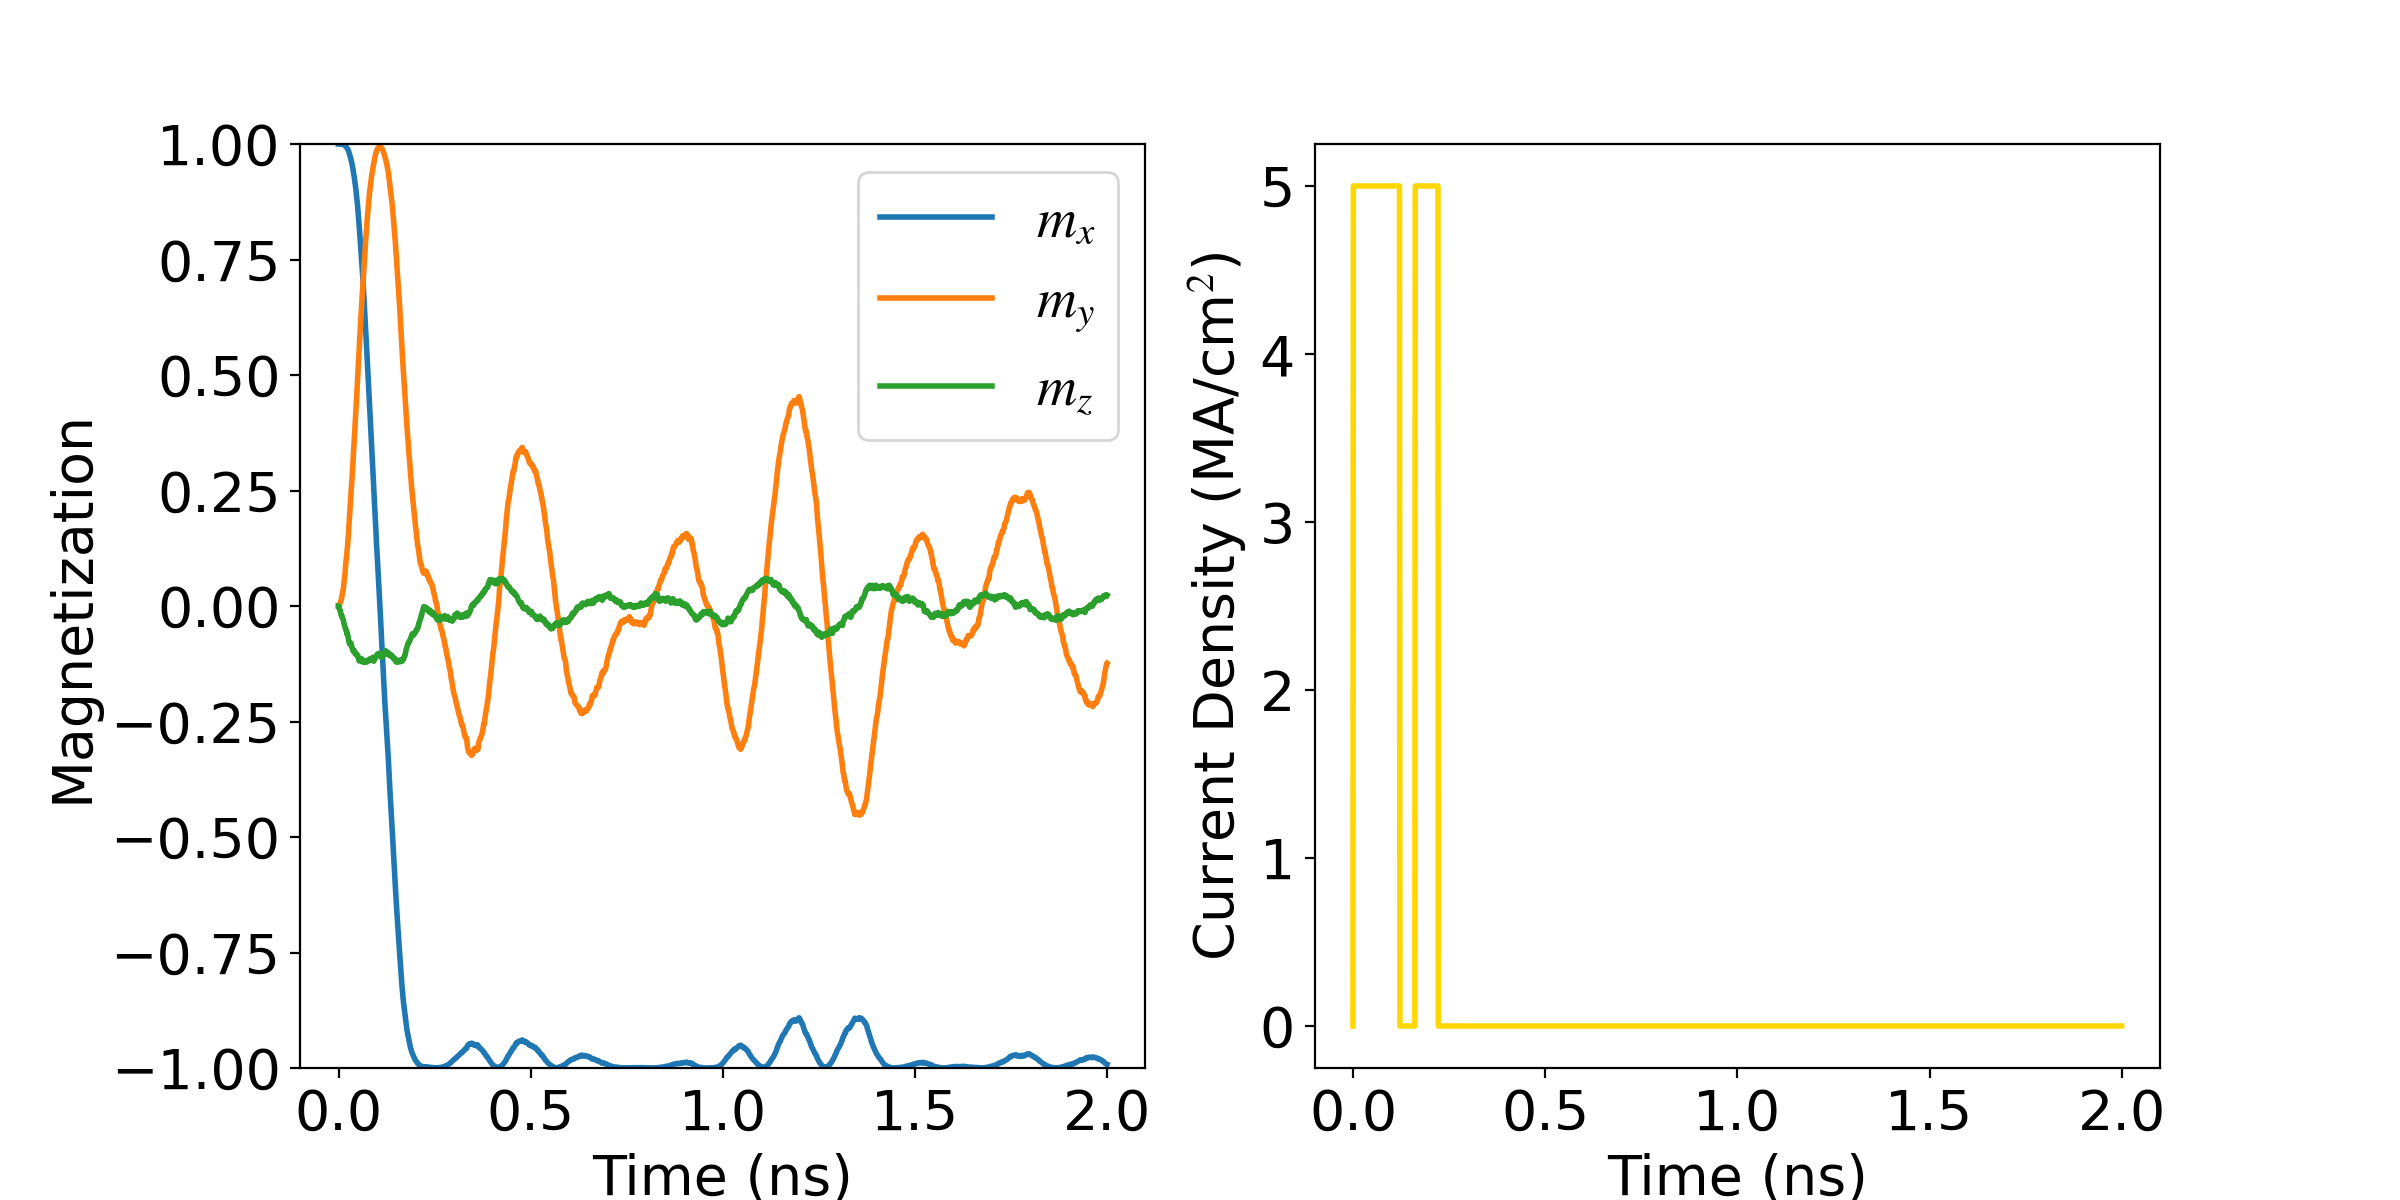 1.00
0.75
0.50
0.25
0.00
−0.25
−0.50
−0.75
−1.00
Magnetization
0.0 0.5 1.0 1.5 2.0
Time (ns)
m_x
m_y
m_z
5
4
3
2
1
0
Current Density (MA/cm²)
0.0 0.5 1.0 1.5 2.0
Time (ns)